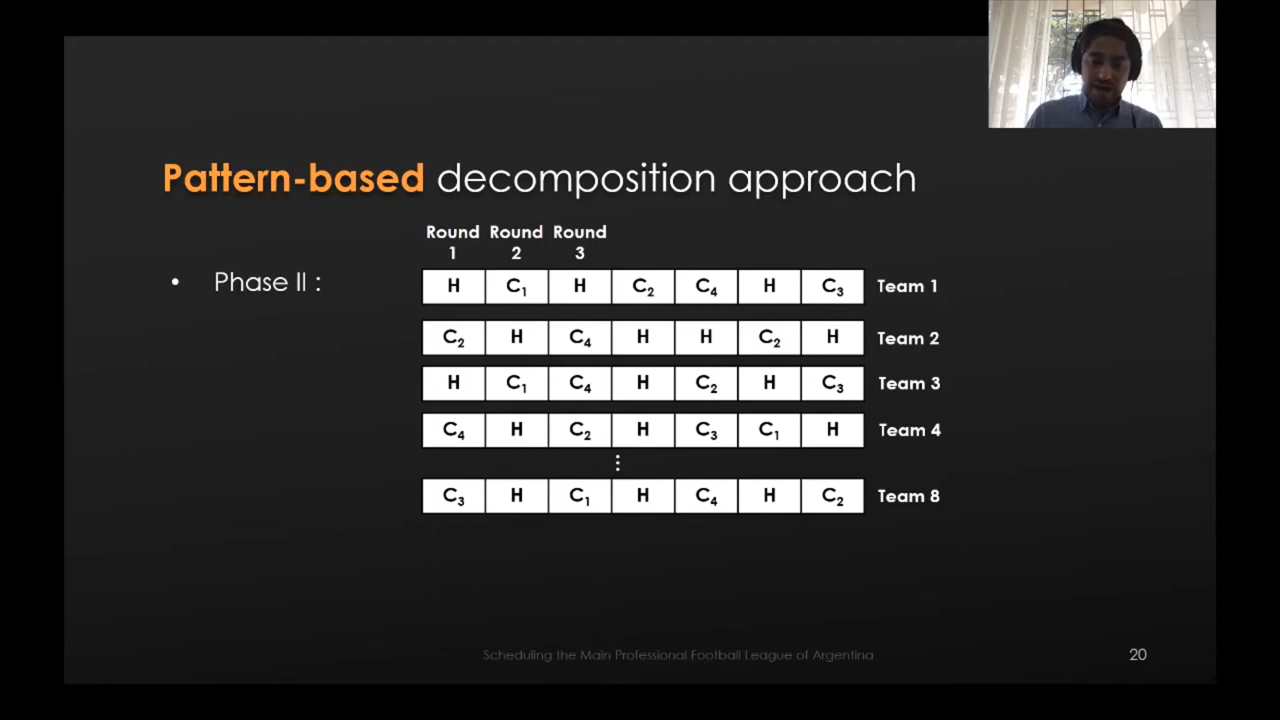 Pattern-based decomposition approach
Round Round Round
1 2 3
• Phase II :
H C₁ H C₂ C₄ H C₃ Team 1
C₂ H C₄ H H C₂ H Team 2
H C₁ C₄ H C₂ H C₃ Team 3
C₄ H C₂ H C₃ C₁ H Team 4
⋮
C₃ H C₁ H C₄ H C₂ Team 8
Scheduling the Main Professional Football League of Argentina
20